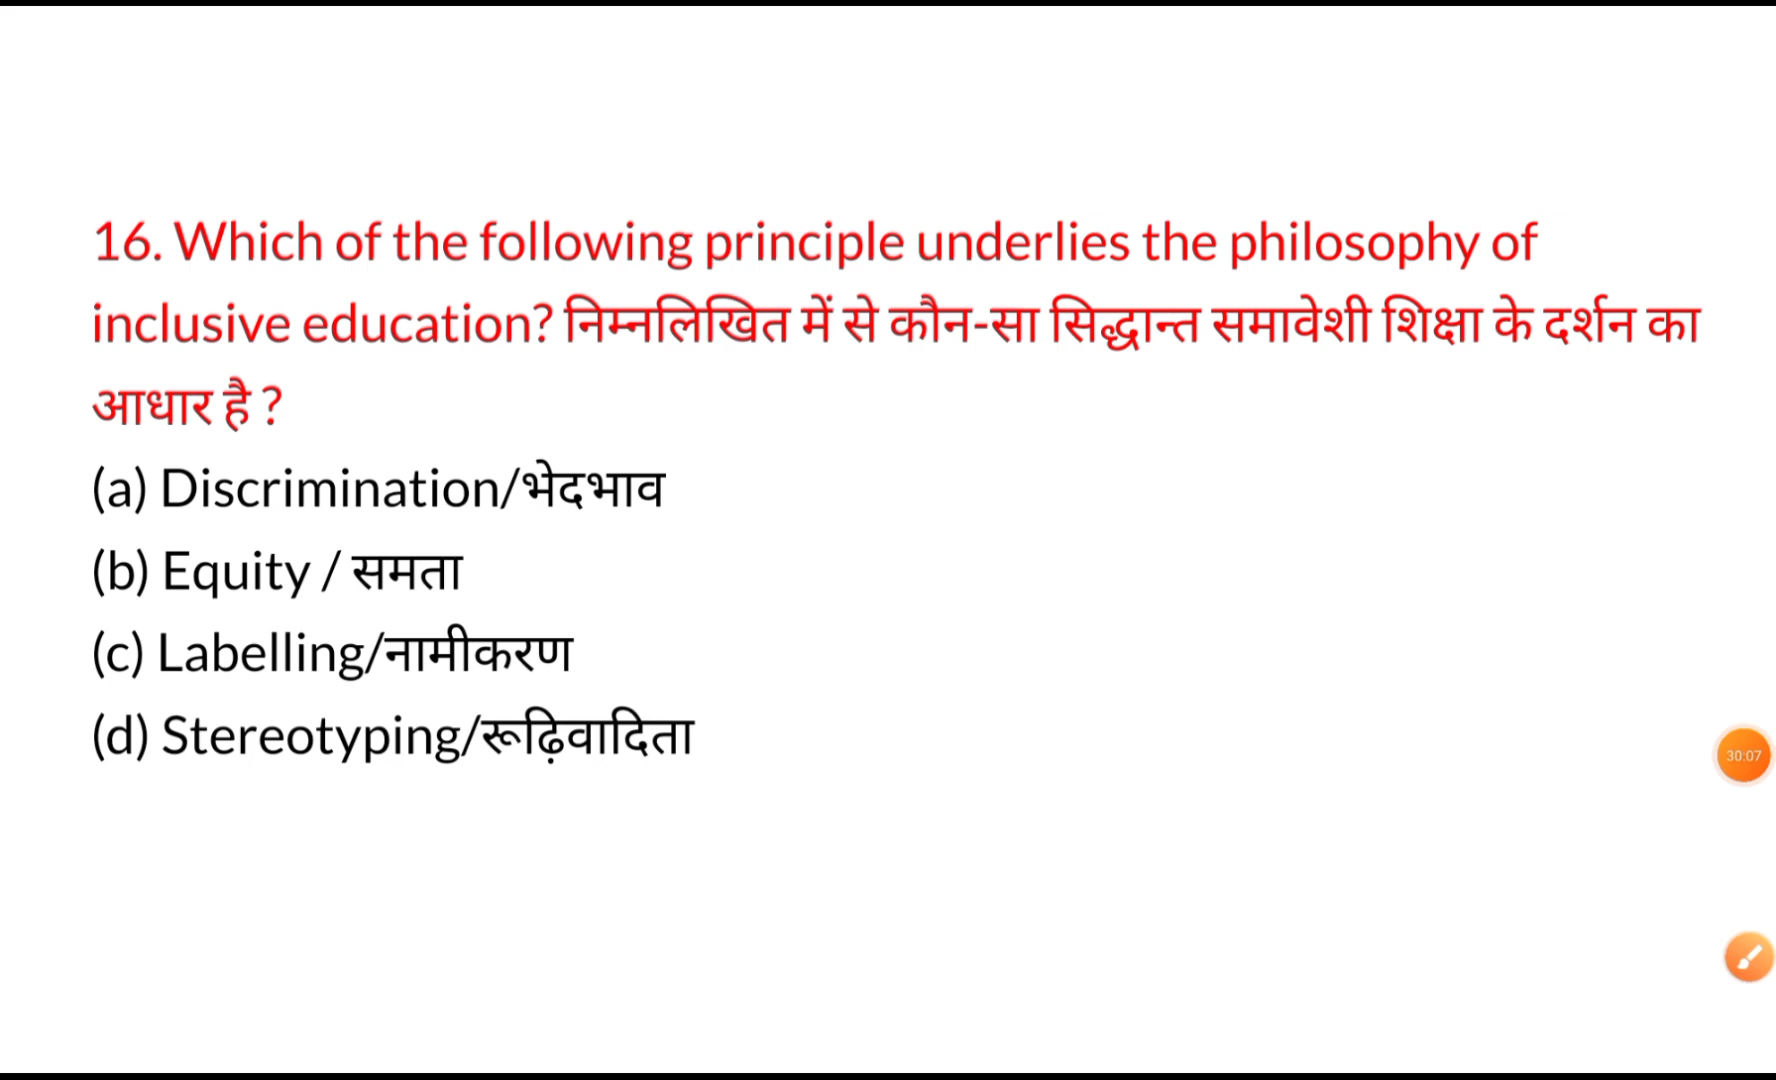 16. Which of the following principle underlies the philosophy of
inclusive education? निम्नलिखित में से कौन-सा सिद्धान्त समावेशी शिक्षा के दर्शन का
आधार है ?
(a) Discrimination/भेदभाव
(b) Equity / समता
(c) Labelling/नामीकरण
(d) Stereotyping/रूढ़िवादिता
30:07